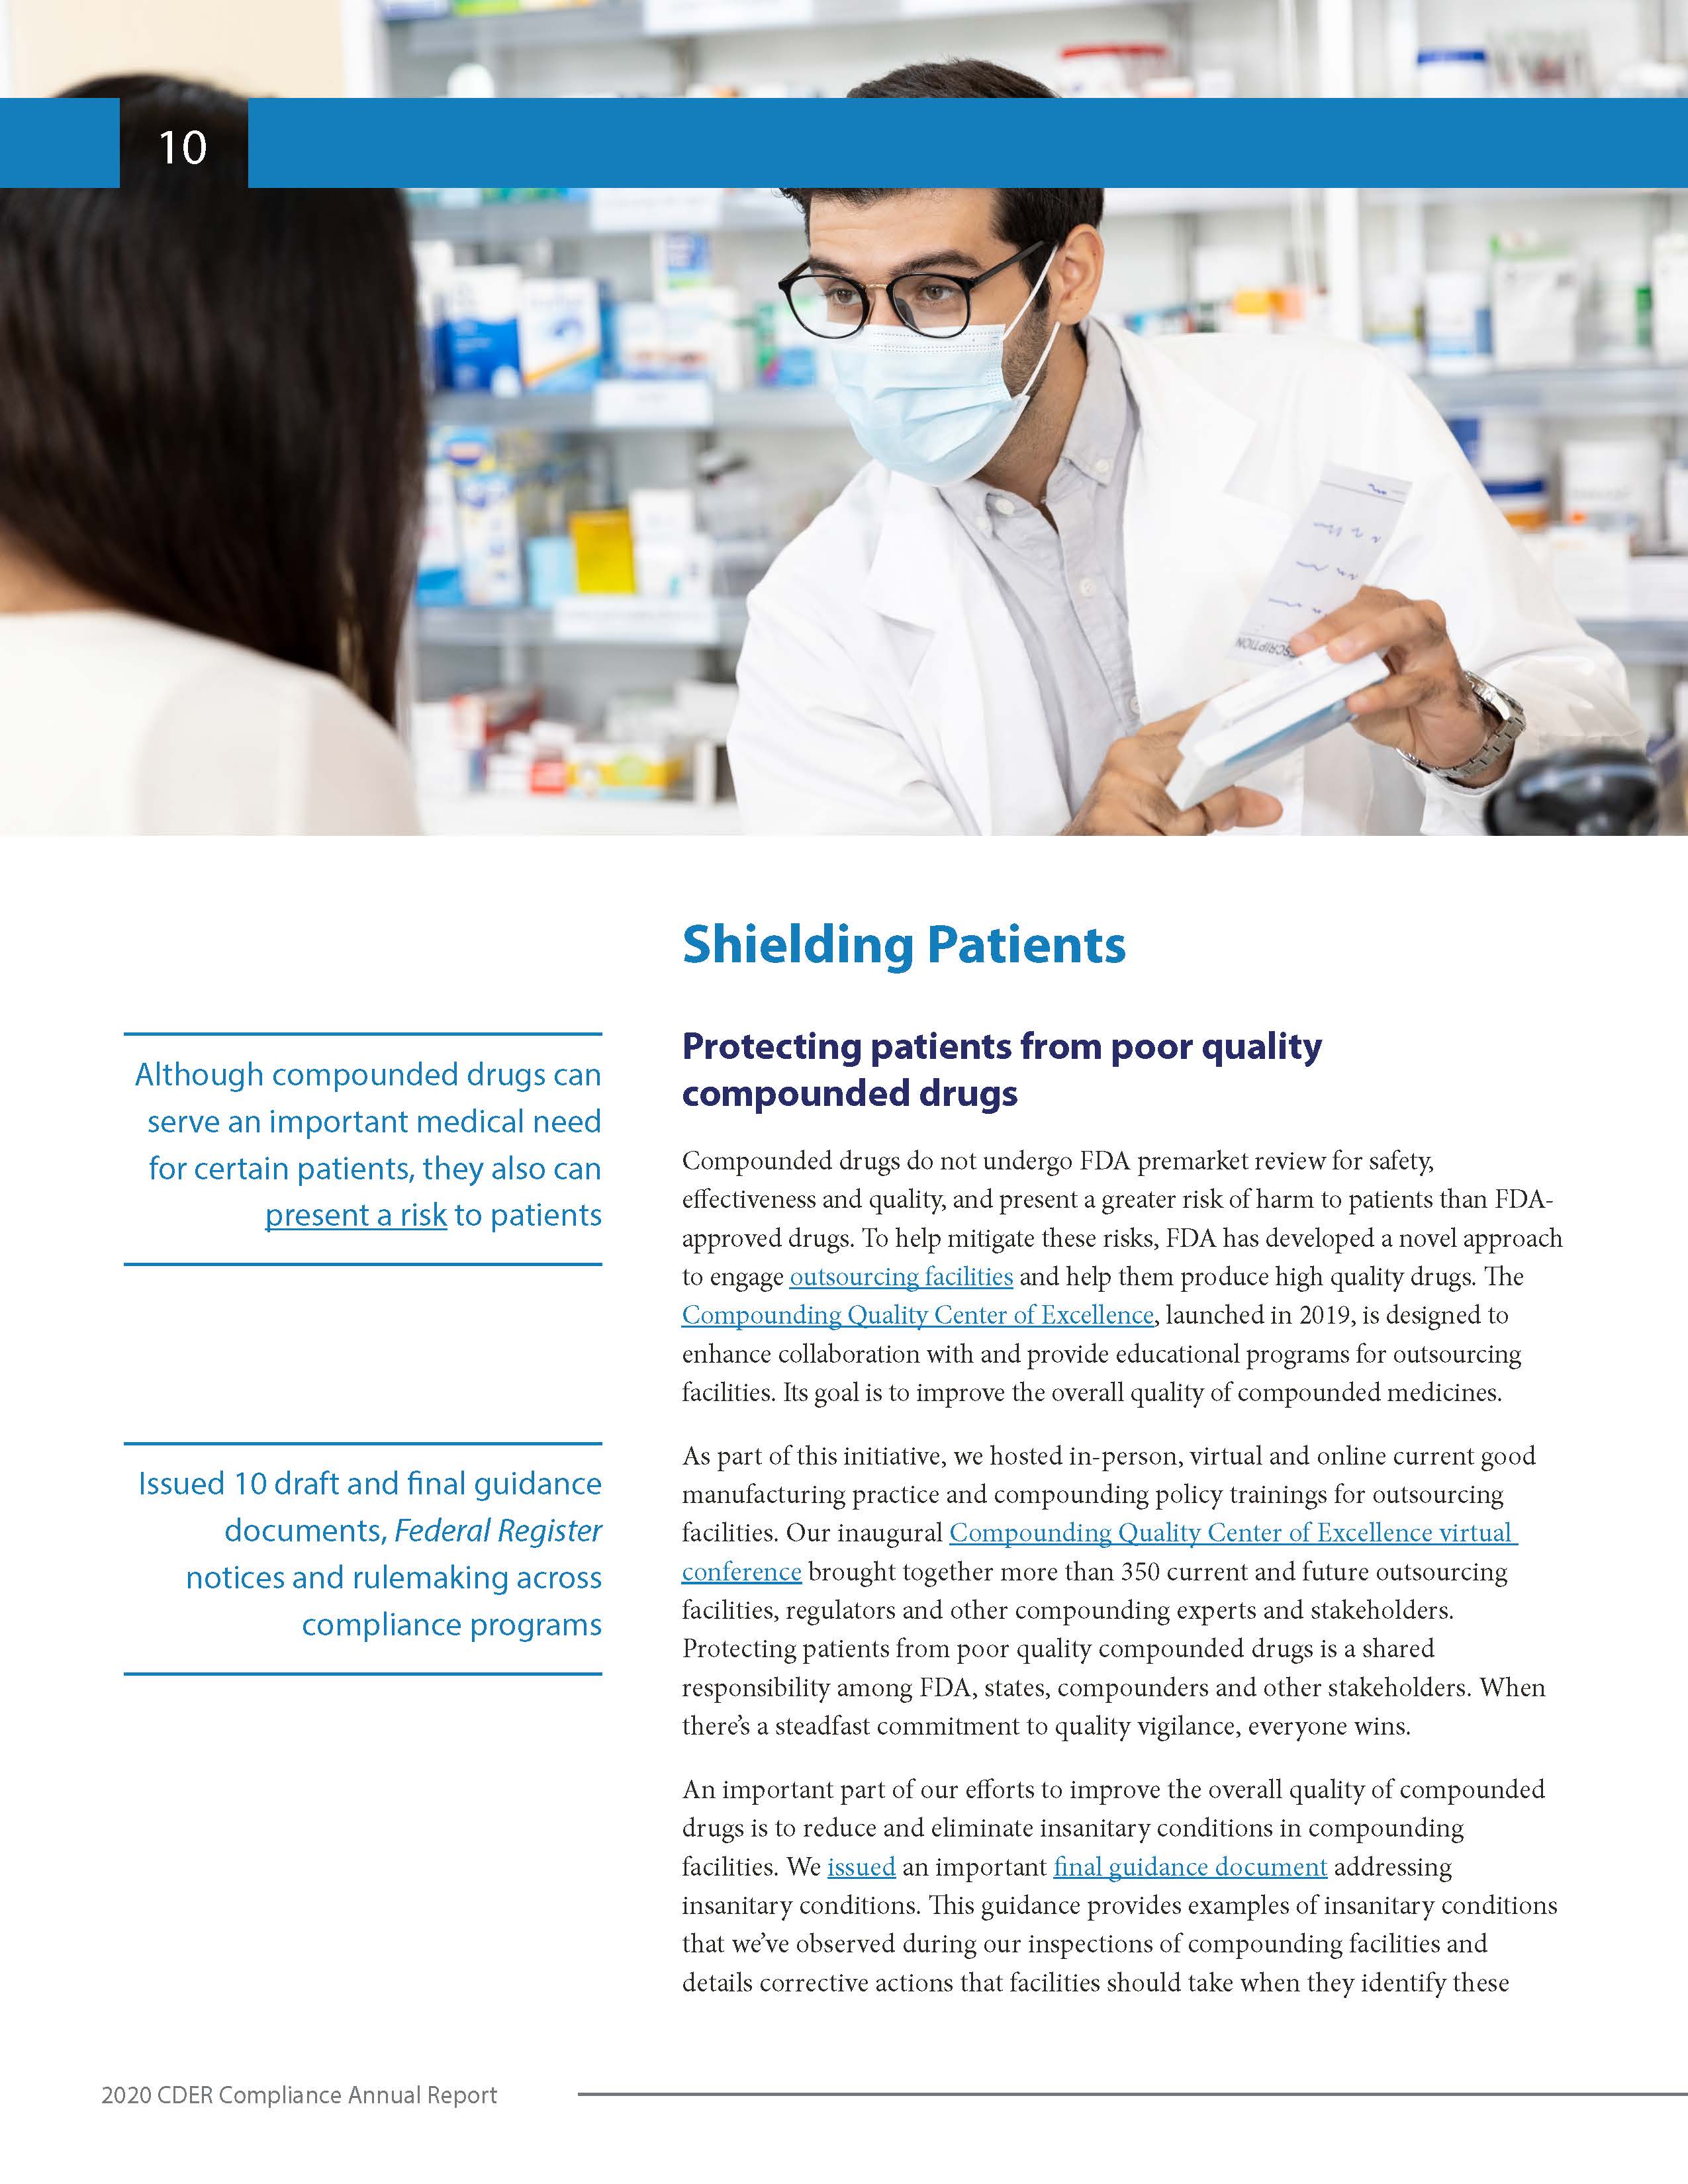 10
Shielding Patients
Although compounded drugs can
serve an important medical need
for certain patients, they also can
present a risk to patients
Issued 10 draft and final guidance
documents, Federal Register
notices and rulemaking across
compliance programs
Protecting patients from poor quality
compounded drugs
Compounded drugs do not undergo FDA premarket review for safety,
effectiveness and quality, and present a greater risk of harm to patients than FDA-
approved drugs. To help mitigate these risks, FDA has developed a novel approach
to engage outsourcing facilities and help them produce high quality drugs. The
Compounding Quality Center of Excellence, launched in 2019, is designed to
enhance collaboration with and provide educational programs for outsourcing
facilities. Its goal is to improve the overall quality of compounded medicines.
As part of this initiative, we hosted in-person, virtual and online current good
manufacturing practice and compounding policy trainings for outsourcing
facilities. Our inaugural Compounding Quality Center of Excellence virtual
conference brought together more than 350 current and future outsourcing
facilities, regulators and other compounding experts and stakeholders.
Protecting patients from poor quality compounded drugs is a shared
responsibility among FDA, states, compounders and other stakeholders. When
there’s a steadfast commitment to quality vigilance, everyone wins.
An important part of our efforts to improve the overall quality of compounded
drugs is to reduce and eliminate insanitary conditions in compounding
facilities. We issued an important final guidance document addressing
insanitary conditions. This guidance provides examples of insanitary conditions
that we’ve observed during our inspections of compounding facilities and
details corrective actions that facilities should take when they identify these
2020 CDER Compliance Annual Report